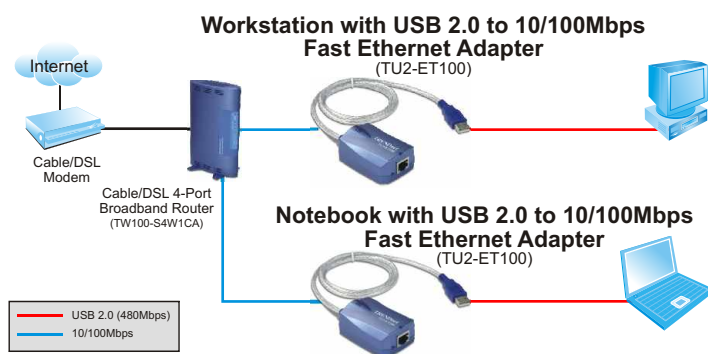 Workstation with USB 2.0 to 10/100Mbps
Fast Ethernet Adapter
(TU2-ET100)
Internet
Cable/DSL
Modem
Cable/DSL 4-Port
Broadband Router
(TW100-S4W1CA)
Notebook with USB 2.0 to 10/100Mbps
Fast Ethernet Adapter
(TU2-ET100)
USB 2.0 (480Mbps)
10/100Mbps